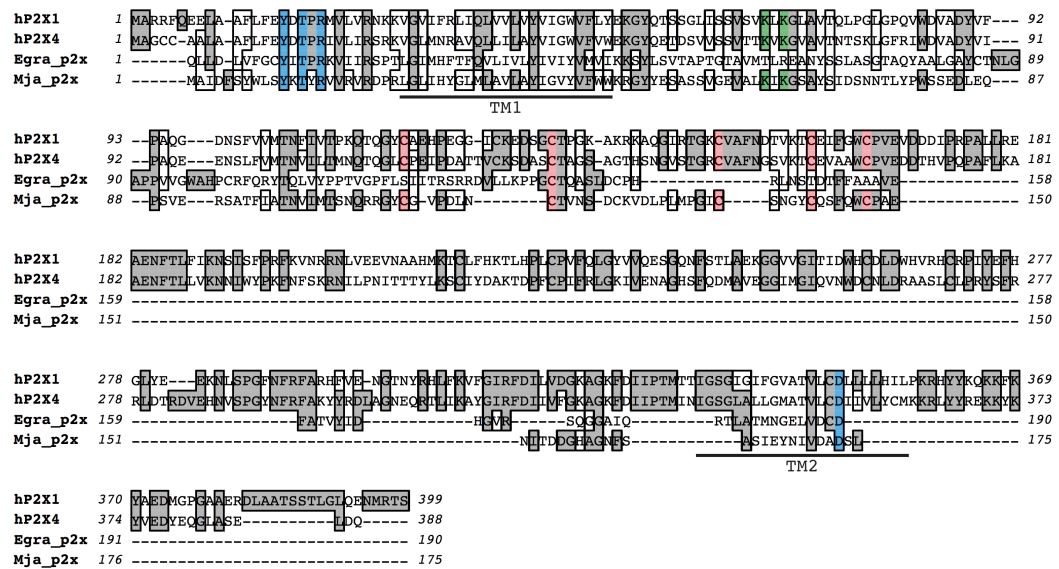 hP2X1 1 MARRFQEELA-AFLFEYDTPRMVLVRNKKVGVIFRLIQLVVLVYVIGWVFLYEKGYQTSSGLISSVSVKLKGLAVTQLPGLGPQVWDVADYVF--- 92
hP2X4 1 MAGCC-AALA-AFLFEYDTPRIVLIRSRKVGLMNRAVQLLILAYVIGWVFVWEKGYQETDSVVSSVTTKVKGVAVTNTSKLGFRIWDVADYVI--- 91
Egra_p2x 1 ------QLLD-LVFGCYITPRKVIIRSPTLGIMHFTFQVLIVLYIVIYVMVIKKSYLSVTAPTGTAVMTLREANYSSLASGTAQYAALGAYCTNLG 89
Mja_p2x 1 -----MAIDFSYWLSYKTYRYVVVRDPRLGLIHYGLMLAVLAYIGVYVFWWKRGYYESASSVGEVALKIKGSAYSIDSNNTLYPWSSEDLEQ---- 87
TM1
hP2X1 93 --PAQG---DNSFVVMTNFIVTPKQTQGYCAEHPEGG-ICKEDSGCTPGK-AKRKAQGIRTGKCVAFNDTVKTCEIFGWCPVEVDDDIPRPALLRE 181
hP2X4 92 --PAQE---ENSLFVMTNVILTMNQTQGLCPEIPDATTVCKSDASCTAGS-AGTHSNGVSTGRCVAFNGSVKTCEVAAWCPVEDDTHVPQPAFLKA 181
Egra_p2x 90 APPVVGWAHPCRFQRYTQLVYPPTVGPFLSIITRSRRDVLLKPPGCTQASLDCPH--------------RLNSTDTFFAAAVE------------- 158
Mja_p2x 88 --PSVE---RSATFIATNVIMTSNQRRGYCG-VPDLN--------CTVNS-DCKVDLPLMPGIC-----SNGYCQSFQWCPAE------------- 150
hP2X1 182 AENFTLFIKNSISFPRFKVNRRNLVEEVNAAHMKTCLFHKTLHPLCPVFQLGYVVQESGQNFSTLAEKGGVVGITIDWHCDLDWHVRHCRPIYEFH 277
hP2X4 182 AENFTLLVKNNIWYPKFNFSKRNILPNITTTYLKSCIYDAKTDPFCPIFRLGKIVENAGHSFQDMAVEGGIMGIQVNWDCNLDRAASLCLPRYSFR 277
Egra_p2x 159 ------------------------------------------------------------------------------------------------ 158
Mja_p2x 151 ------------------------------------------------------------------------------------------------ 150
hP2X1 278 GLYE---EKNLSPGFNFRFARHFVE-NGTNYRHLFKVFGIRFDILVDGKAGKFDIIPTMTTIGSGIGIFGVATVLCDLLLLHILPKRHYYKQKKFK 369
hP2X4 278 RLDTRDVEHNVSPGYNFRFAKYYRDLAGNEQRTLIKAYGIRFDIIVFGKAGKFDIIPTMINIGSGLALLGMATVLCDIIVLYCMKKRLYYREKKYK 373
Egra_p2x 159 ------------------FATVYID------------HGVR------SQGGAIQ---------RTLATMNGELVDCD------------------- 190
Mja_p2x 151 ------------------------------------------NITDDGHAGNFS------------ASIEYNIVDADSL----------------- 175
TM2
hP2X1 370 YAEDMGPGAAERDLAATSSTLGLQENMRTS 399
hP2X4 374 YVEDYEQGLASE----------LDQ----- 388
Egra_p2x 191 ------------------------------ 190
Mja_p2x 176 ------------------------------ 175